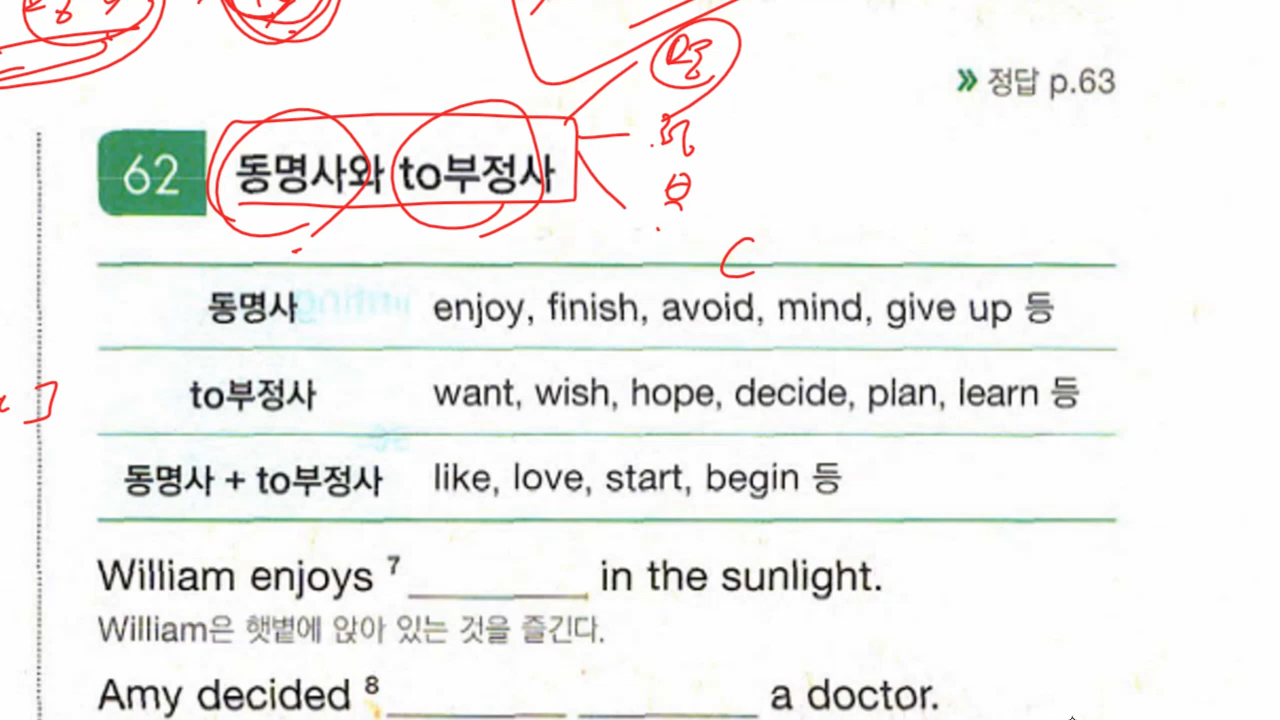 » 정답 p.63
62 동명사와 to부정사
C
동명사 enjoy, finish, avoid, mind, give up 등
to부정사 want, wish, hope, decide, plan, learn 등
동명사 + to부정사 like, love, start, begin 등
William enjoys ⁷ ________ in the sunlight.
William은 햇볕에 앉아 있는 것을 즐긴다.
Amy decided ⁸ ________ ________ a doctor.